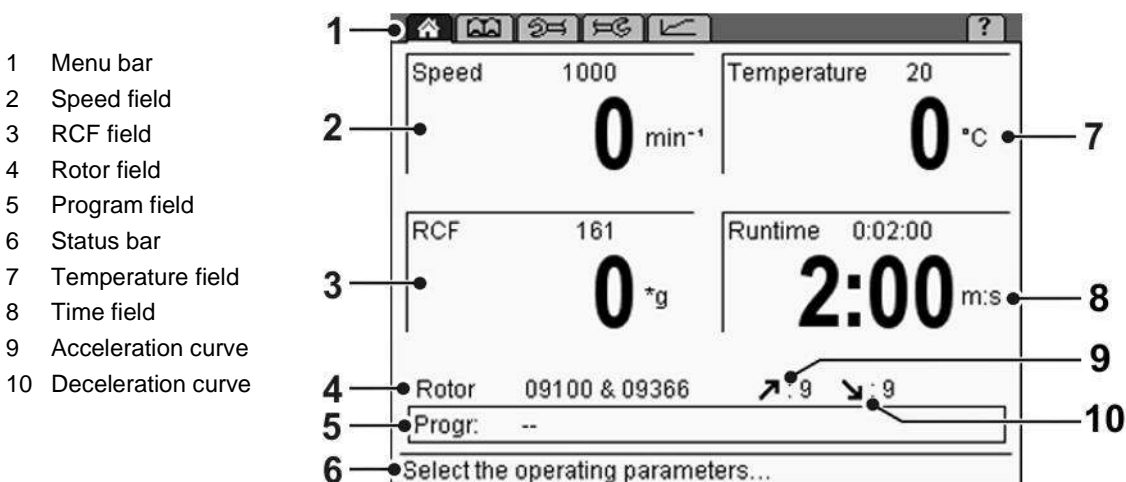 1 Menu bar
2 Speed field
3 RCF field
4 Rotor field
5 Program field
6 Status bar
7 Temperature field
8 Time field
9 Acceleration curve
10 Deceleration curve
1
?
Speed 1000
0 min⁻¹
2
Temperature 20
0 °C
7
RCF 161
0 *g
3
Runtime 0:02:00
2:00 m:s
8
9
4
Rotor 09100 & 09366 : 9 : 9
10
5
Progr: --
6
Select the operating parameters...